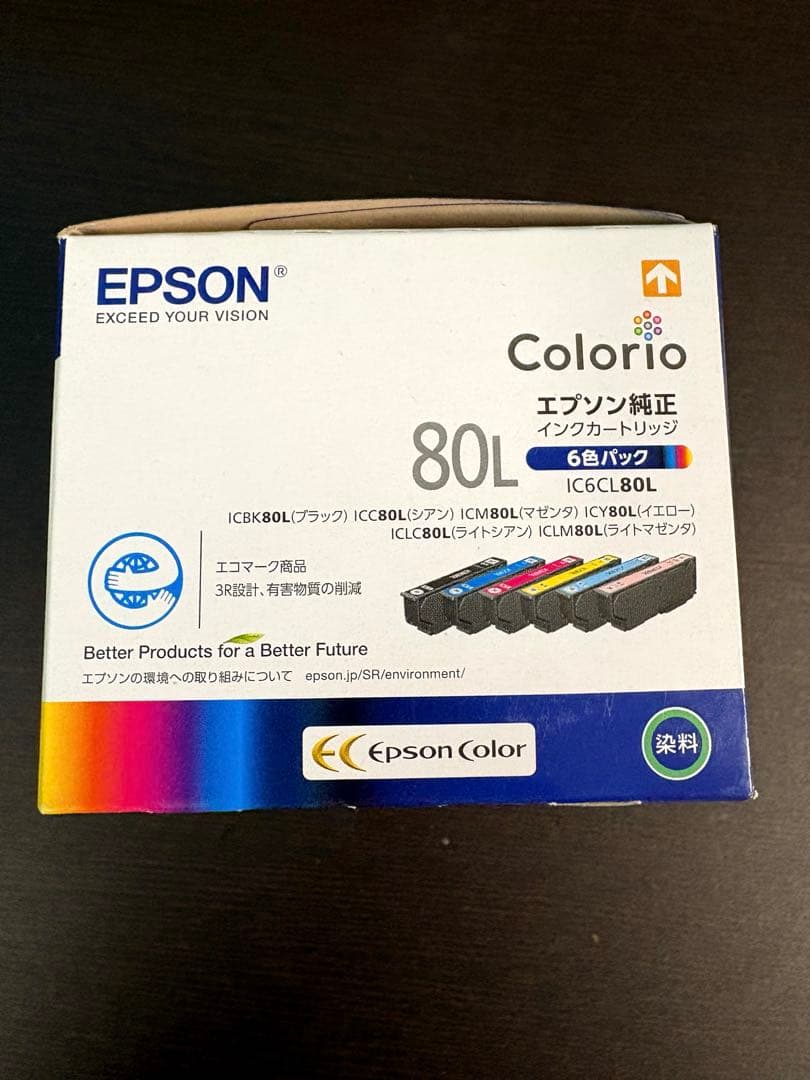 EPSON®
EXCEED YOUR VISION
Colorio
エプソン純正
インクカートリッジ
80L
6色パック
IC6CL80L
ICBK80L(ブラック) ICC80L(シアン) ICM80L(マゼンタ) ICY80L(イエロー)
ICLC80L(ライトシアン) ICLM80L(ライトマゼンタ)
エコマーク商品
3R設計、有害物質の削減
Better Products for a Better Future
エプソンの環境への取り組みについて epson.jp/SR/environment/
EC Epson Color
染料